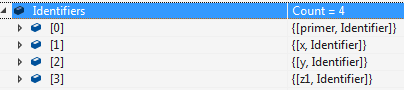 Identifiers Count = 4
[0] {[primer, Identifier]}
[1] {[x, Identifier]}
[2] {[y, Identifier]}
[3] {[z1, Identifier]}